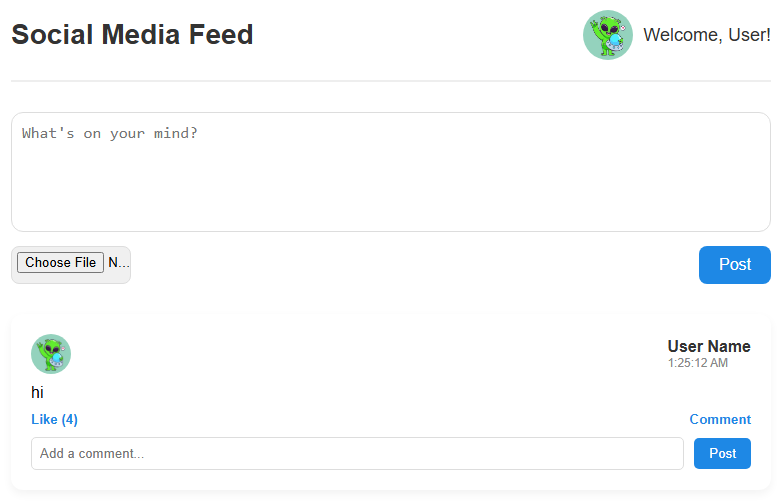 Social Media Feed
Welcome, User!
What's on your mind?
Choose File N...
Post
User Name
1:25:12 AM
hi
Like (4)
Comment
Add a comment...
Post